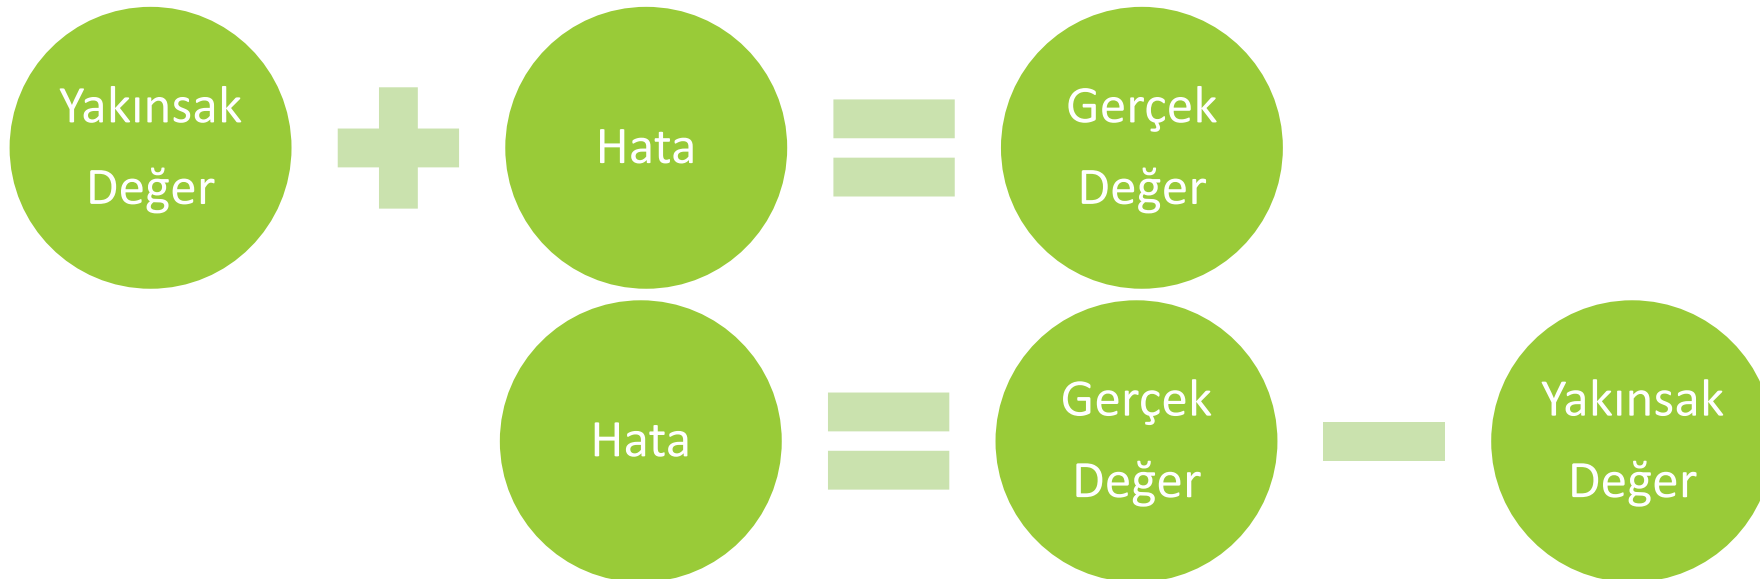 Yakınsak
Değer
Hata
Gerçek
Değer
Hata
Gerçek
Değer
Yakınsak
Değer